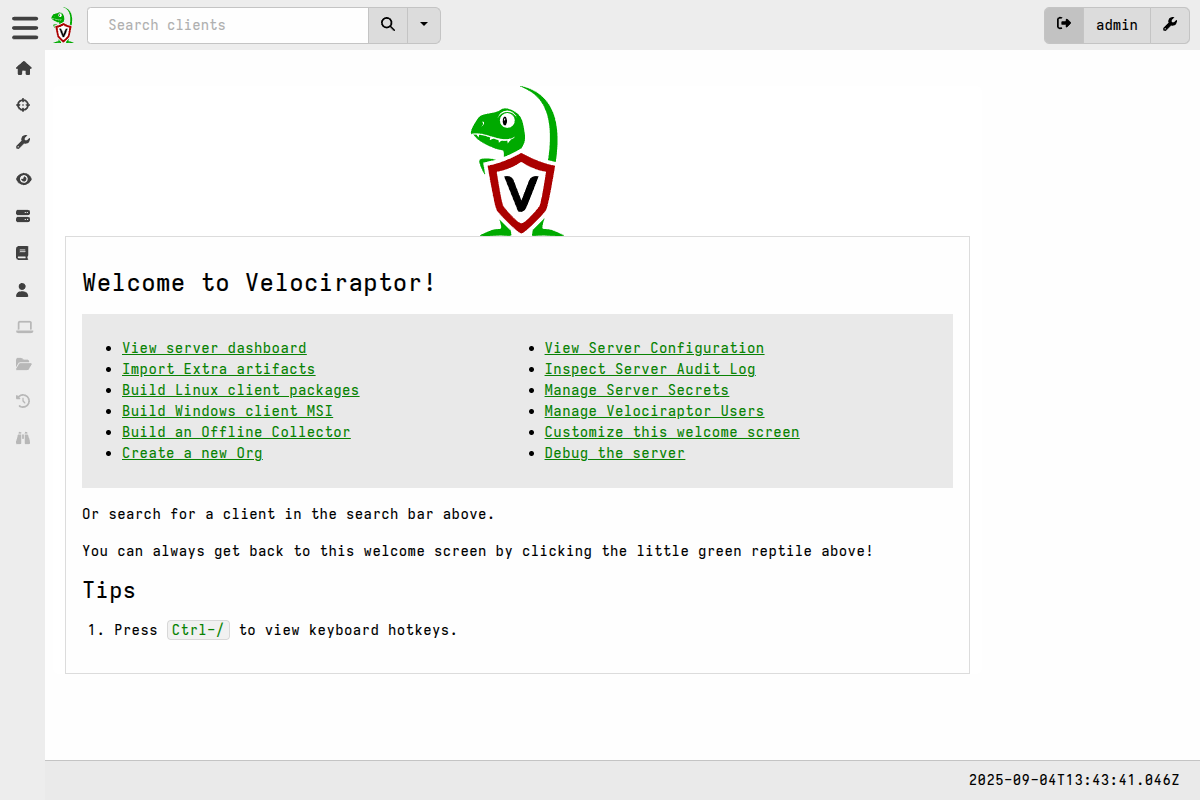 Search clients
admin
V
Welcome to Velociraptor!
View server dashboard
Import Extra artifacts
Build Linux client packages
Build Windows client MSI
Build an Offline Collector
Create a new Org
View Server Configuration
Inspect Server Audit Log
Manage Server Secrets
Manage Velociraptor Users
Customize this welcome screen
Debug the server
Or search for a client in the search bar above.
You can always get back to this welcome screen by clicking the little green reptile above!
Tips
1. Press Ctrl-/ to view keyboard hotkeys.
2025-09-04T13:43:41.046Z